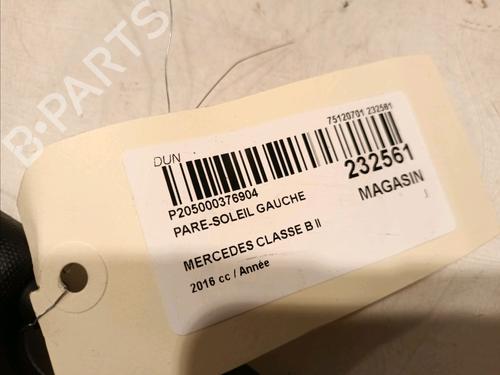 B-PARTS
DUN
75120701 232561
P205000376904
232561
PARE-SOLEIL GAUCHE
MAGASIN
MERCEDES CLASSE B II
2016 cc / Année